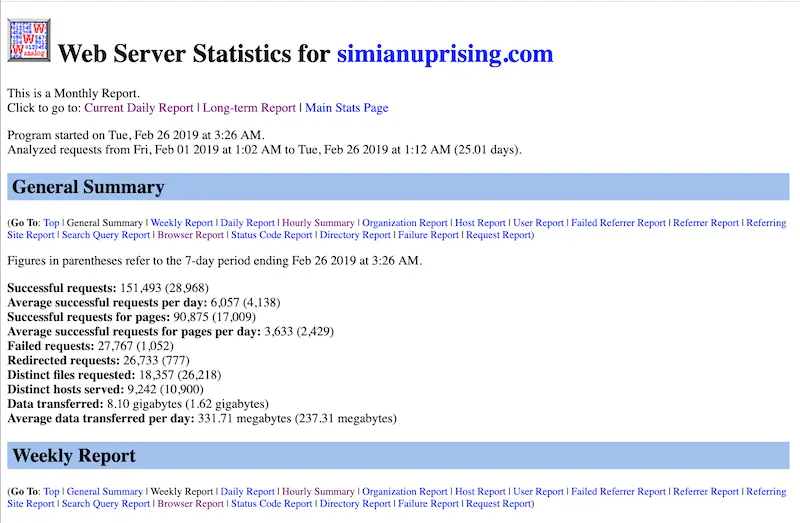 Web Server Statistics for simianuprising.com
This is a Monthly Report.
Click to go to: Current Daily Report | Long-term Report | Main Stats Page
Program started on Tue, Feb 26 2019 at 3:26 AM.
Analyzed requests from Fri, Feb 01 2019 at 1:02 AM to Tue, Feb 26 2019 at 1:12 AM (25.01 days).
General Summary
(Go To: Top | General Summary | Weekly Report | Daily Report | Hourly Summary | Organization Report | Host Report | User Report | Failed Referrer Report | Referrer Report | Referring
Site Report | Search Query Report | Browser Report | Status Code Report | Directory Report | Failure Report | Request Report)
Figures in parentheses refer to the 7-day period ending Feb 26 2019 at 3:26 AM.
Successful requests: 151,493 (28,968)
Average successful requests per day: 6,057 (4,138)
Successful requests for pages: 90,875 (17,009)
Average successful requests for pages per day: 3,633 (2,429)
Failed requests: 27,767 (1,052)
Redirected requests: 26,733 (777)
Distinct files requested: 18,357 (26,218)
Distinct hosts served: 9,242 (10,900)
Data transferred: 8.10 gigabytes (1.62 gigabytes)
Average data transferred per day: 331.71 megabytes (237.31 megabytes)
Weekly Report
(Go To: Top | General Summary | Weekly Report | Daily Report | Hourly Summary | Organization Report | Host Report | User Report | Failed Referrer Report | Referrer Report | Referring
Site Report | Search Query Report | Browser Report | Status Code Report | Directory Report | Failure Report | Request Report)